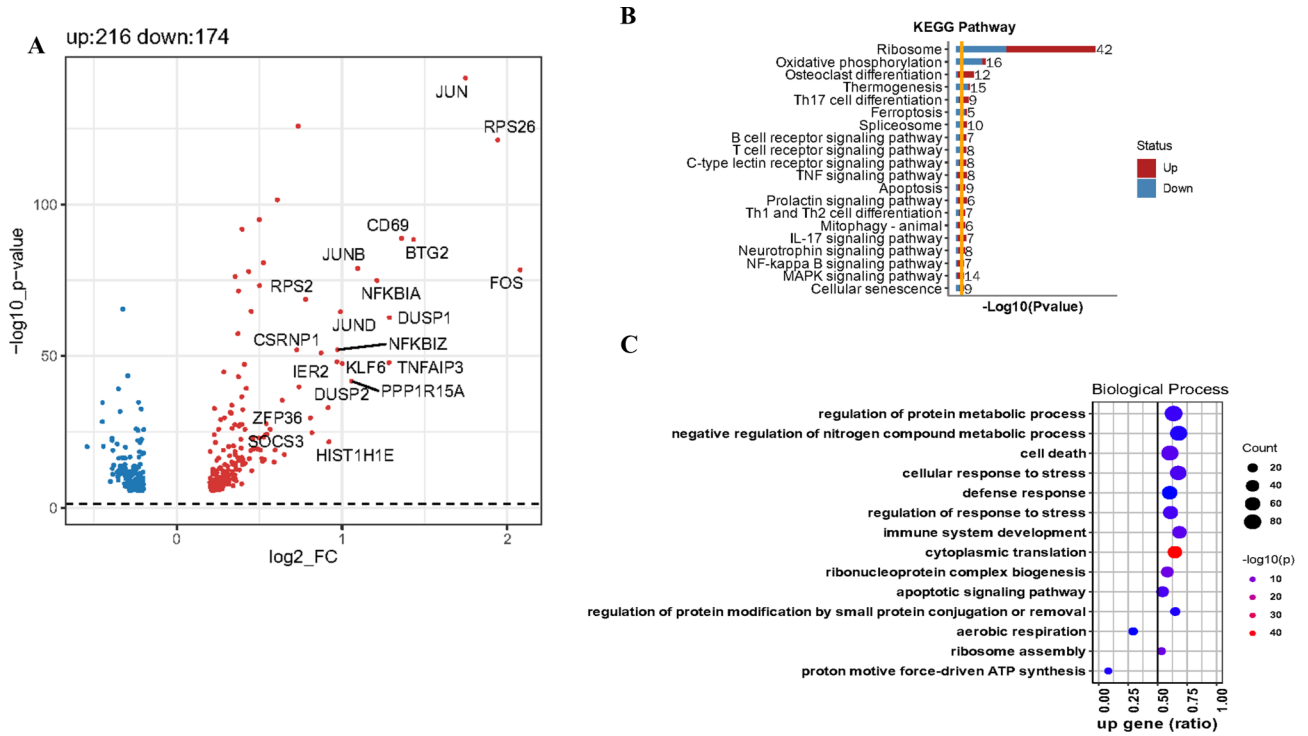 A
up:216 down:174
−log10_p−value
100
50
0
JUN
RPS26
CD69
BTG2
JUNB
FOS
RPS2
NFKBIA
JUND
DUSP1
CSRNP1
NFKBIZ
IER2
KLF6
TNFAIP3
DUSP2
PPP1R15A
ZFP36
SOCS3
HIST1H1E
0
1
2
log2_FC
B
KEGG Pathway
Ribosome 42
Oxidative phosphorylation 16
Osteoclast differentiation 12
Thermogenesis 15
Th17 cell differentiation 9
Ferroptosis 5
Spliceosome 10
B cell receptor signaling pathway 7
T cell receptor signaling pathway 8
C-type lectin receptor signaling pathway 8
TNF signaling pathway 8
Apoptosis 9
Prolactin signaling pathway 6
Th1 and Th2 cell differentiation 7
Mitophagy - animal 6
IL-17 signaling pathway 7
Neurotrophin signaling pathway 8
NF-kappa B signaling pathway 7
MAPK signaling pathway 14
Cellular senescence 9
-Log10(Pvalue)
Status
Up
Down
C
Biological Process
regulation of protein metabolic process
negative regulation of nitrogen compound metabolic process
cell death
cellular response to stress
defense response
regulation of response to stress
immune system development
cytoplasmic translation
ribonucleoprotein complex biogenesis
apoptotic signaling pathway
regulation of protein modification by small protein conjugation or removal
aerobic respiration
ribosome assembly
proton motive force-driven ATP synthesis
0.00
0.25
0.50
0.75
1.00
up gene (ratio)
Count
20
40
60
80
-log10(p)
10
20
30
40